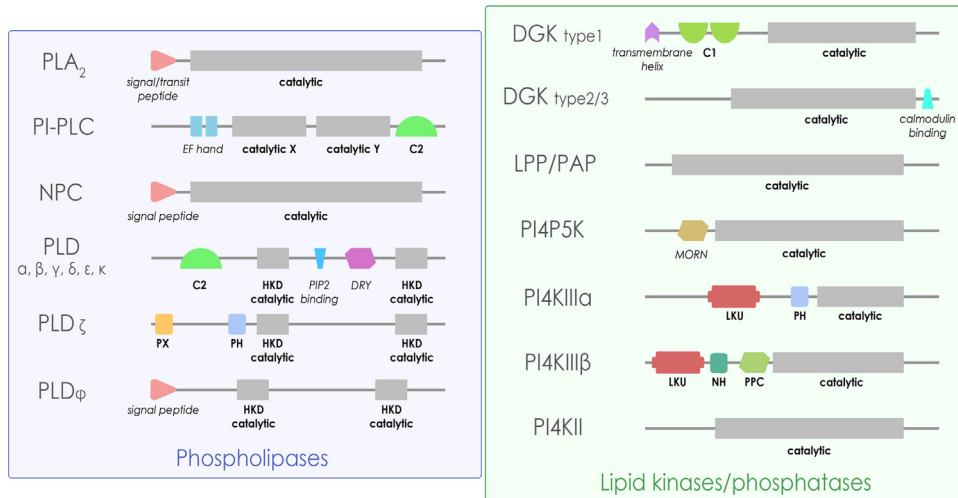 PLA2
signal/transit
peptide
catalytic
PI-PLC
EF hand
catalytic X
catalytic Y
C2
NPC
signal peptide
catalytic
PLD
α, β, γ, δ, ε, κ
C2
HKD
catalytic
PIP2
binding
DRY
HKD
catalytic
PLD ζ
PX
PH
HKD
catalytic
HKD
catalytic
PLDφ
signal peptide
HKD
catalytic
HKD
catalytic
Phospholipases
DGK type1
transmembrane
helix
C1
catalytic
DGK type2/3
catalytic
calmodulin
binding
LPP/PAP
catalytic
PI4P5K
MORN
catalytic
PI4KIIIα
LKU
PH
catalytic
PI4KIIIβ
LKU
NH
PPC
catalytic
PI4KII
catalytic
Lipid kinases/phosphatases